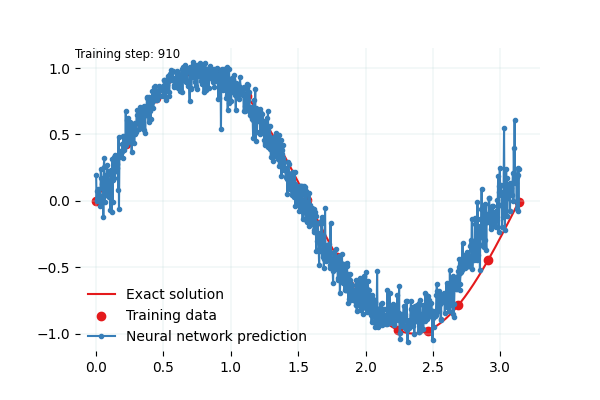 Training step: 910
1.0
0.5
0.0
−0.5
−1.0
Exact solution
Training data
Neural network prediction
0.0 0.5 1.0 1.5 2.0 2.5 3.0